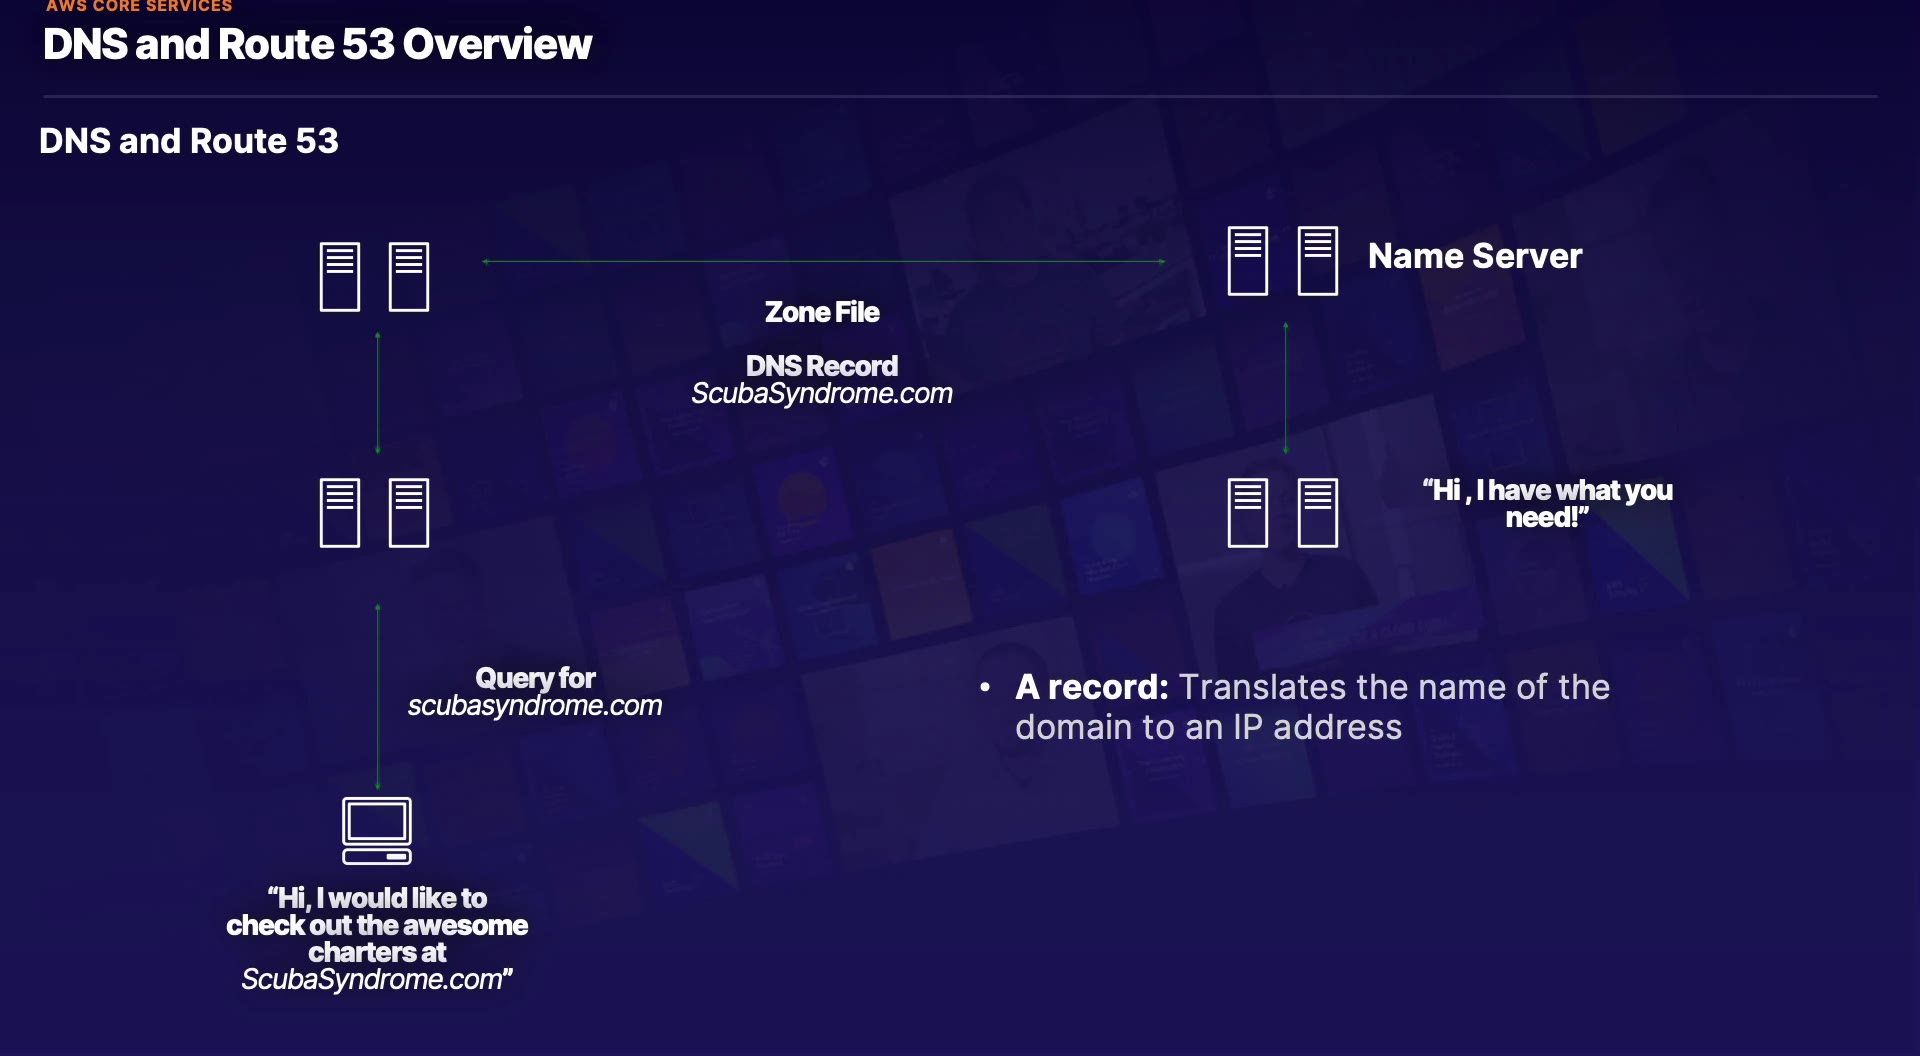 AWS CORE SERVICES
DNS and Route 53 Overview
DNS and Route 53
Name Server
Zone File
DNS Record
ScubaSyndrome.com
“Hi , I have what you
need!”
Query for
scubasyndrome.com
• A record: Translates the name of the
domain to an IP address
“Hi, I would like to
check out the awesome
charters at
ScubaSyndrome.com”